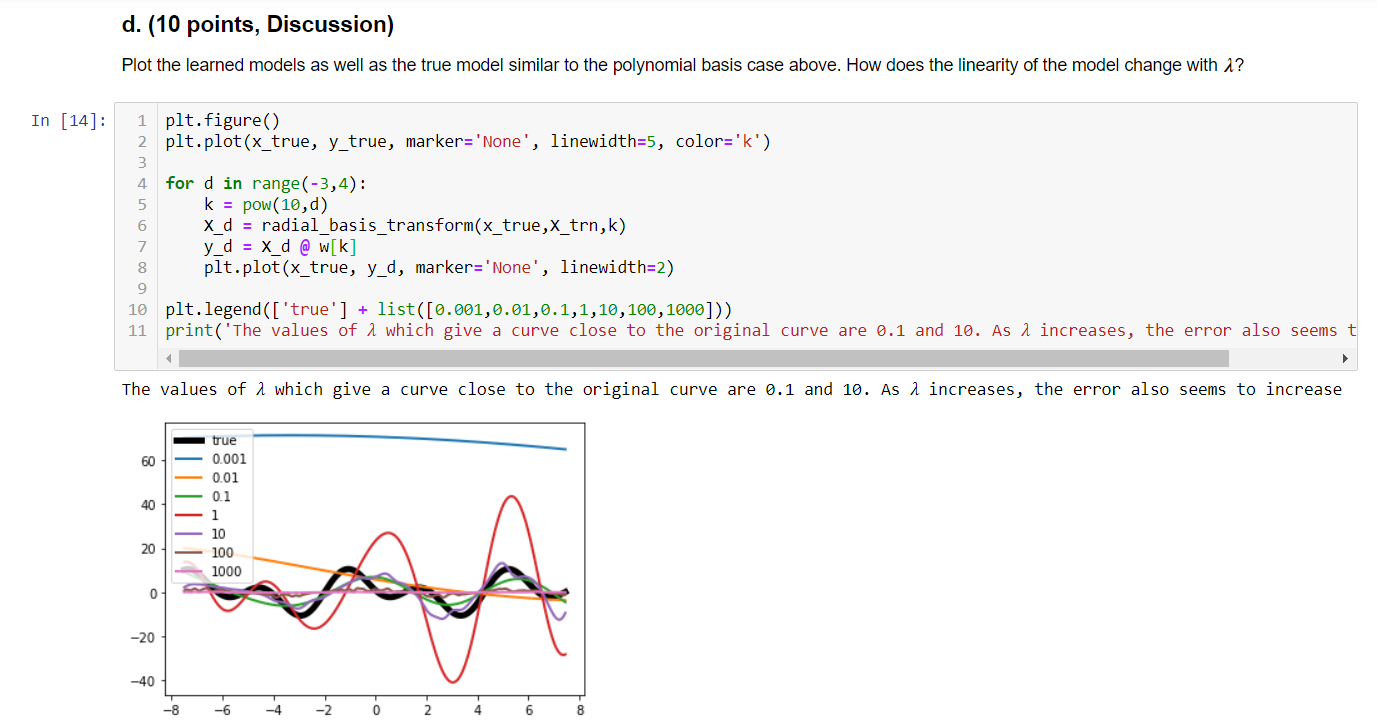 d. (10 points, Discussion)
Plot the learned models as well as the true model similar to the polynomial basis case above. How does the linearity of the model change with λ?
In [14]:
1 plt.figure()
2 plt.plot(x_true, y_true, marker='None', linewidth=5, color='k')
3
4 for d in range(-3,4):
5     k = pow(10,d)
6     X_d = radial_basis_transform(x_true,X_trn,k)
7     y_d = X_d @ w[k]
8     plt.plot(x_true, y_d, marker='None', linewidth=2)
9
10 plt.legend(['true'] + list([0.001,0.01,0.1,1,10,100,1000]))
11 print('The values of λ which give a curve close to the original curve are 0.1 and 10. As λ increases, the error also seems t
The values of λ which give a curve close to the original curve are 0.1 and 10. As λ increases, the error also seems to increase
true
0.001
0.01
0.1
1
10
100
1000
60
40
20
0
−20
−40
−8 −6 −4 −2 0 2 4 6 8